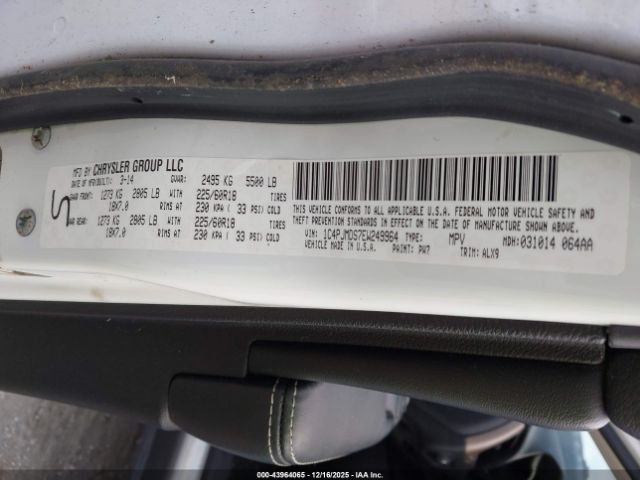 MFD BY CHRYSLER GROUP LLC
DATE OF MFR(BUILT): 3-14 GVWR: 2495 KG 5500 LB
GAWR FRONT: 1273 KG 2805 LB WITH 225/60R18 TIRES
18X7.0 RIMS AT 230 KPA ( 33 PSI) COLD
GAWR REAR: 1273 KG 2805 LB WITH 225/60R18 TIRES
18X7.0 RIMS AT 230 KPA ( 33 PSI) COLD
THIS VEHICLE CONFORMS TO ALL APPLICABLE U.S.A. FEDERAL MOTOR VEHICLE SAFETY AND
THEFT PREVENTION STANDARDS IN EFFECT ON THE DATE OF MANUFACTURE SHOWN ABOVE.
VIN: 1C4PJMDS7EW249964 TYPE: MPV MDH: 031014 064AA
MADE IN U.S.A. PAINT: PW7 TRIM: ALX9
000-43964065 | 12/16/2025 | IAAI.COM